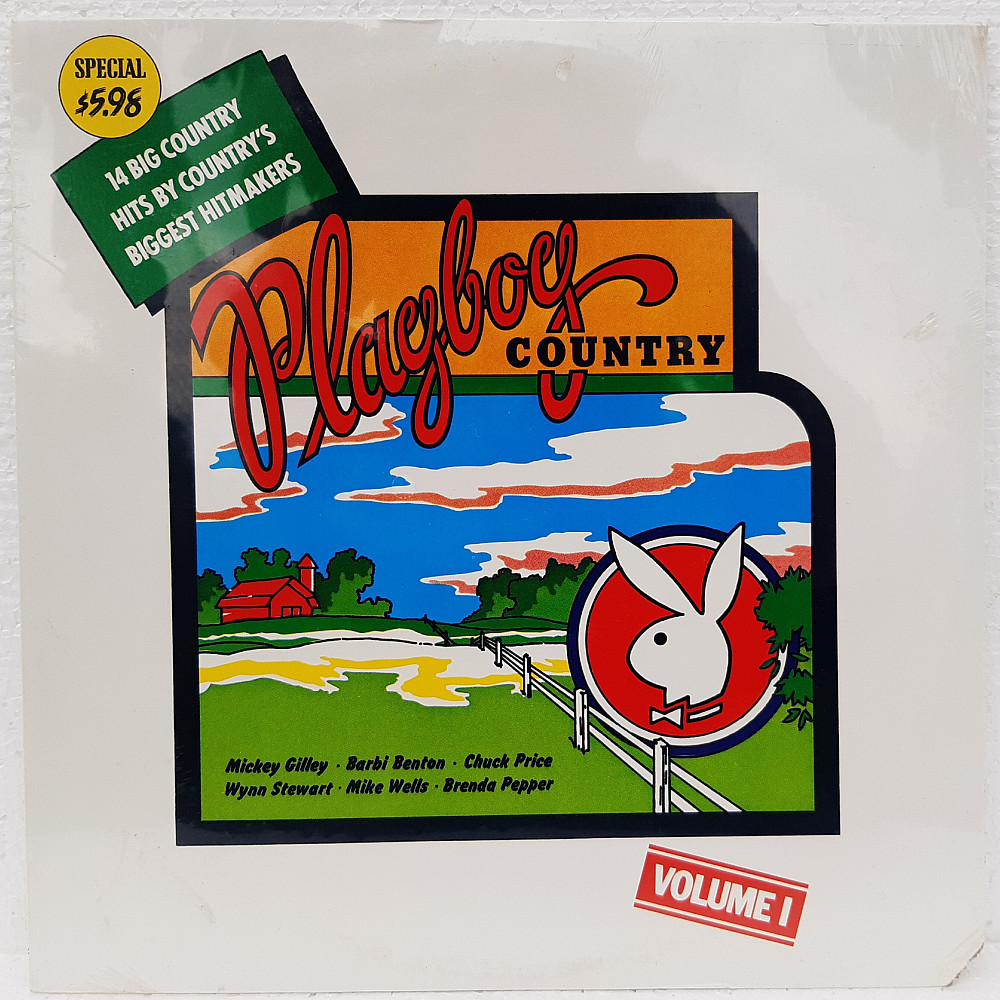 SPECIAL
$5.98
14 BIG COUNTRY
HITS BY COUNTRY'S
BIGGEST HITMAKERS
Playboy
COUNTRY
Mickey Gilley · Barbi Benton · Chuck Price
Wynn Stewart · Mike Wells · Brenda Pepper
VOLUME I